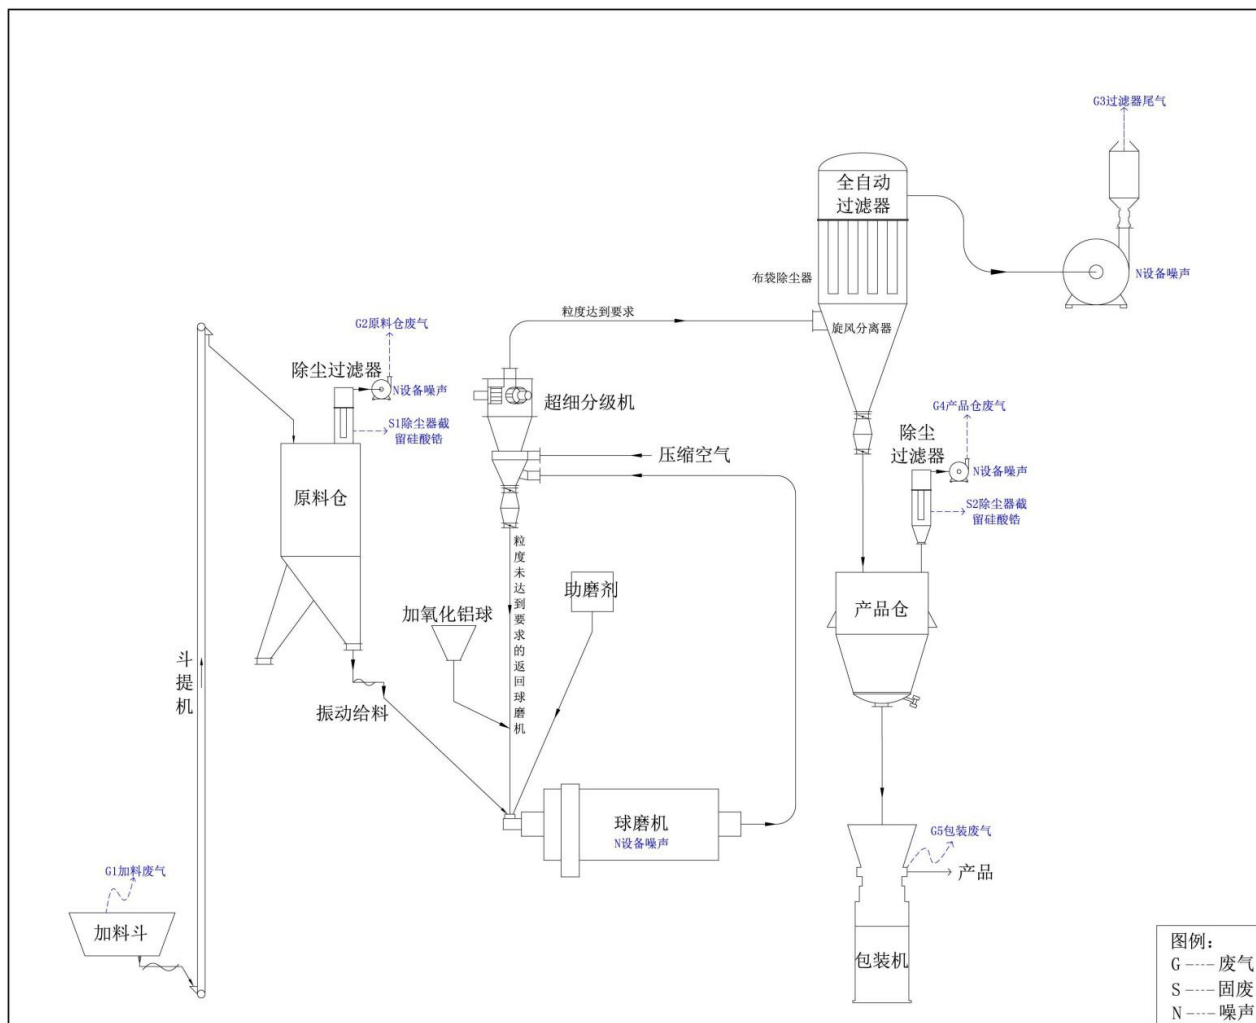 G3过滤器尾气
全自动
过滤器
布袋除尘器
N设备噪声
粒度达到要求
旋风分离器
G2原料仓废气
除尘过滤器
N设备噪声
S1除尘器截
留硅酸锆
超细分级机
G4产品仓废气
除尘
过滤器
N设备噪声
压缩空气
原料仓
S2除尘器截
留硅酸锆
粒度未达到要求的返回球磨机
助磨剂
加氧化铝球
产品仓
斗提机
振动给料
球磨机
N设备噪声
G5包装废气
产品
G1加料废气
加料斗
包装机
图例：
G ---- 废气
S ---- 固废
N ---- 噪声